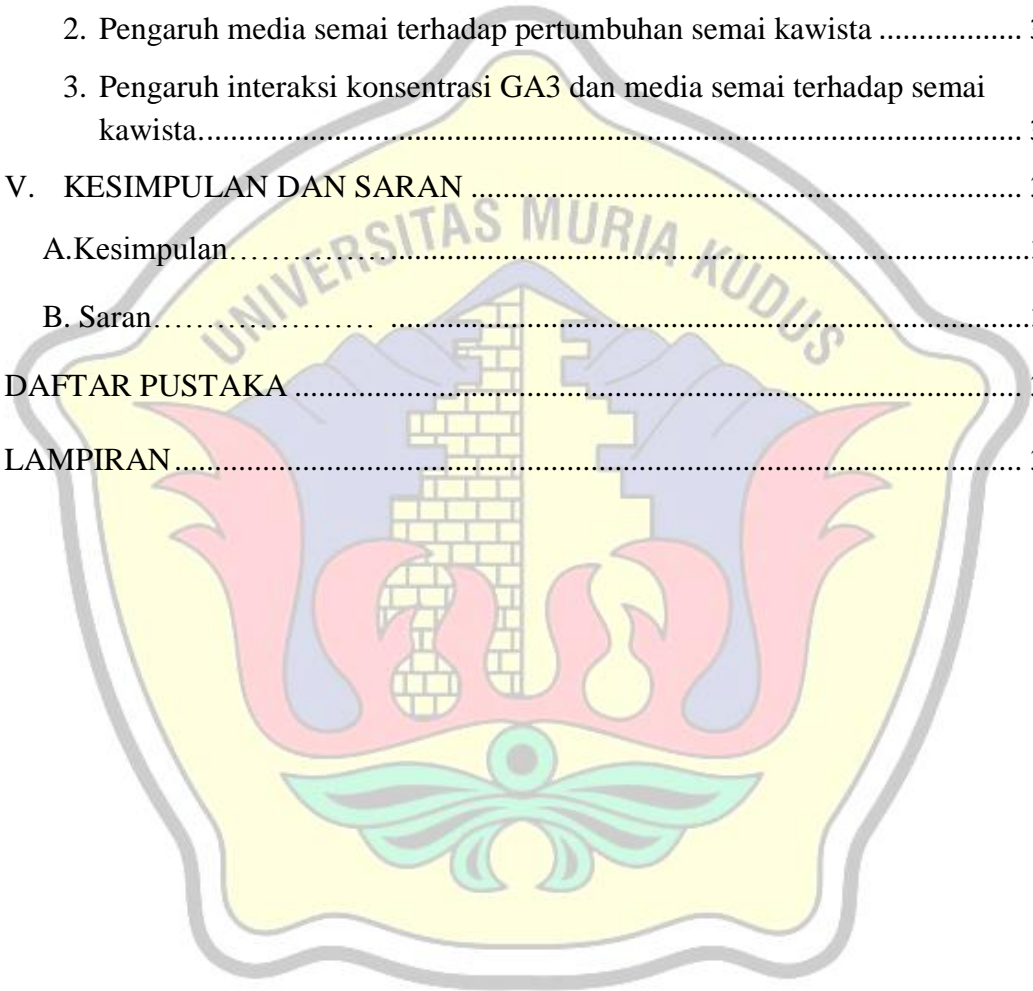 2. Pengaruh media semai terhadap pertumbuhan semai kawista .................
3. Pengaruh interaksi konsentrasi GA3 dan media semai terhadap semai
kawista..................................................................................................
V. KESIMPULAN DAN SARAN ..................................................................
UNIVERSITAS MURIA KUDUS
A.Kesimpulan……………..............................................................................
B. Saran………………… ..............................................................................
DAFTAR PUSTAKA .......................................................................................
LAMPIRAN .....................................................................................................